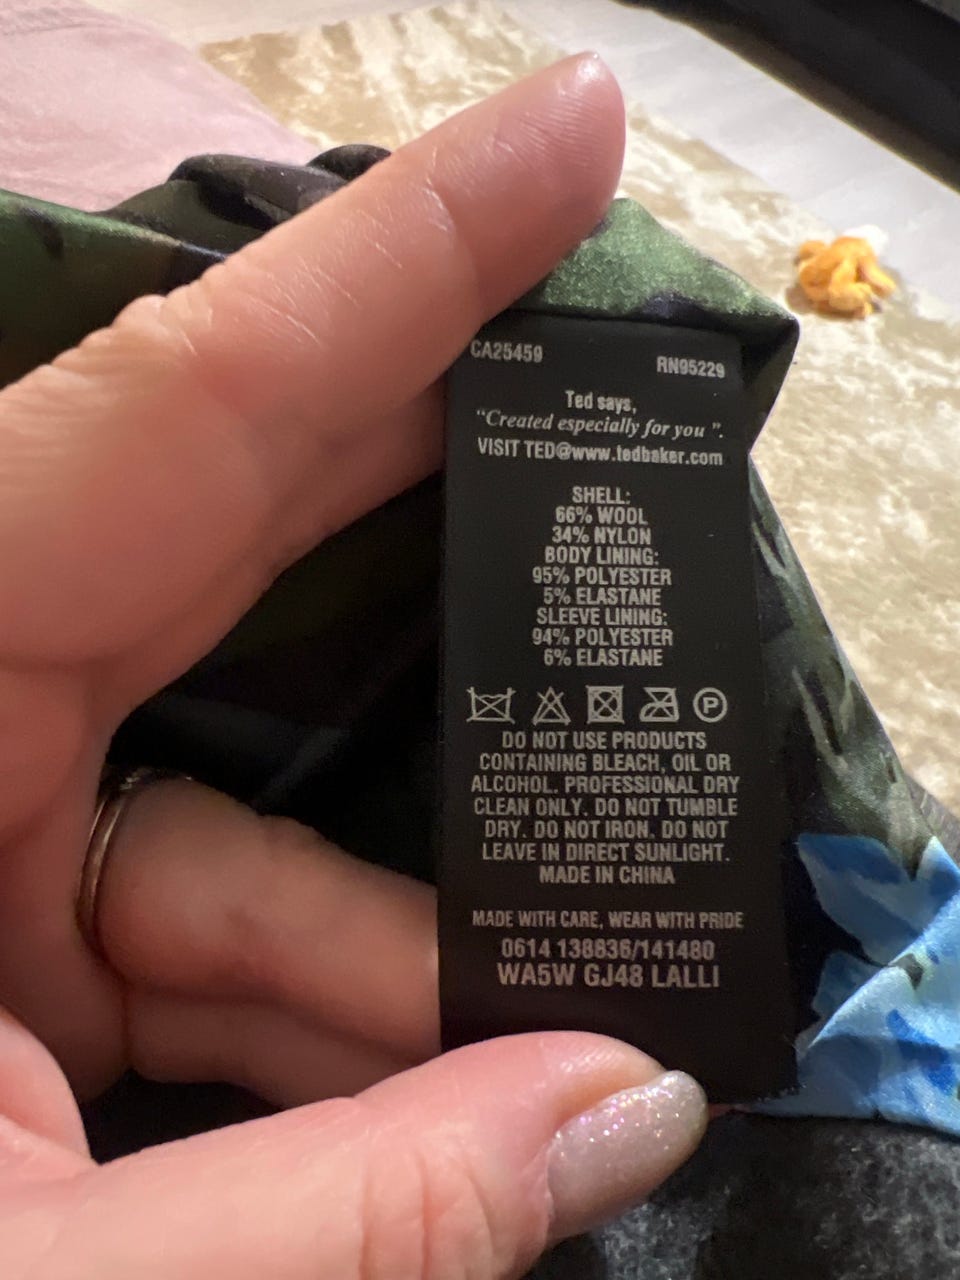 CA25459
RN95229
Ted says,
"Created especially for you ".
VISIT TED@www.tedbaker.com
SHELL:
66% WOOL
34% NYLON
BODY LINING:
95% POLYESTER
5% ELASTANE
SLEEVE LINING:
94% POLYESTER
6% ELASTANE
P
DO NOT USE PRODUCTS
CONTAINING BLEACH, OIL OR
ALCOHOL. PROFESSIONAL DRY
CLEAN ONLY. DO NOT TUMBLE
DRY. DO NOT IRON. DO NOT
LEAVE IN DIRECT SUNLIGHT.
MADE IN CHINA
MADE WITH CARE, WEAR WITH PRIDE
0614 138836/141480
WA5W GJ48 LALLI